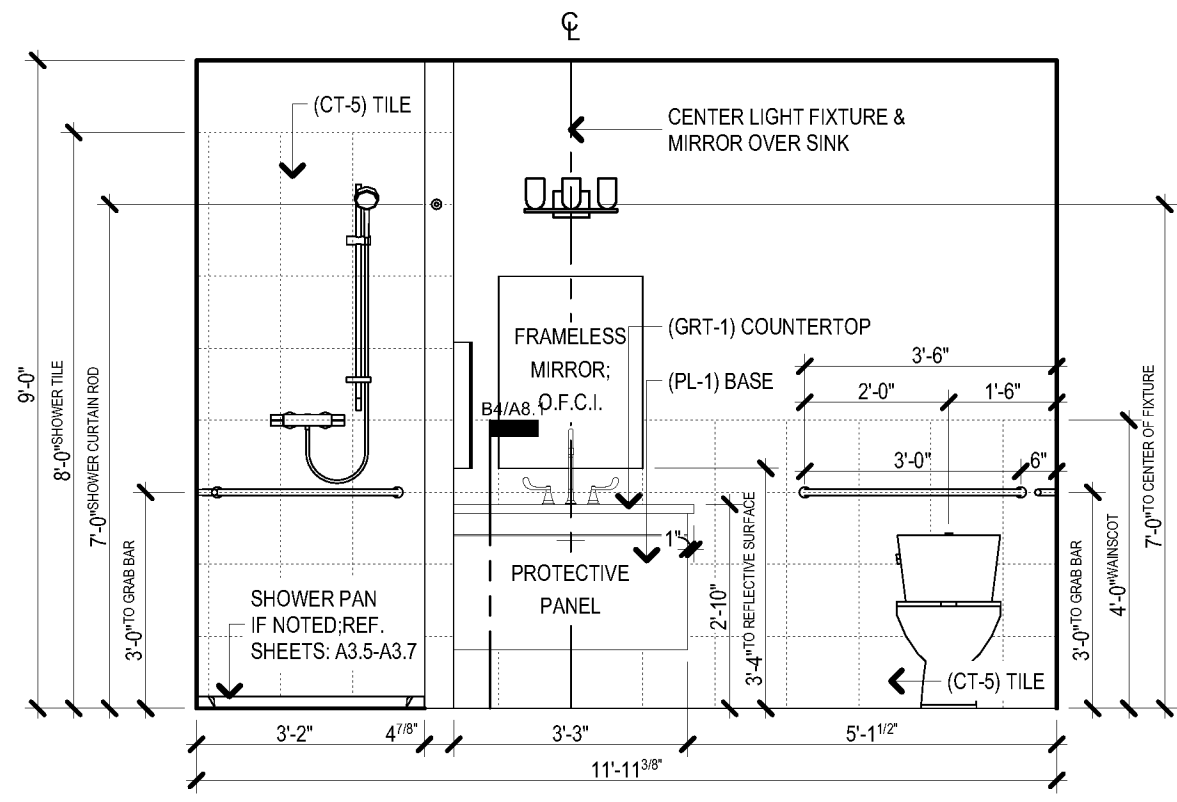 ℄
(CT-5) TILE
CENTER LIGHT FIXTURE &
MIRROR OVER SINK
FRAMELESS
MIRROR;
O.F.C.I.
(GRT-1) COUNTERTOP
(PL-1) BASE
B4/A8.1
3'-6"
2'-0"
1'-6"
3'-0"
6"
9'-0"
8'-0" SHOWER TILE
7'-0" SHOWER CURTAIN ROD
3'-0" TO GRAB BAR
SHOWER PAN
IF NOTED;REF.
SHEETS: A3.5-A3.7
PROTECTIVE
PANEL
1"
2'-10"
3'-4" TO REFLECTIVE SURFACE
(CT-5) TILE
3'-0" TO GRAB BAR
4'-0" WAINSCOT
7'-0" TO CENTER OF FIXTURE
3'-2"
4 7/8"
3'-3"
5'-1 1/2"
11'-11 3/8"